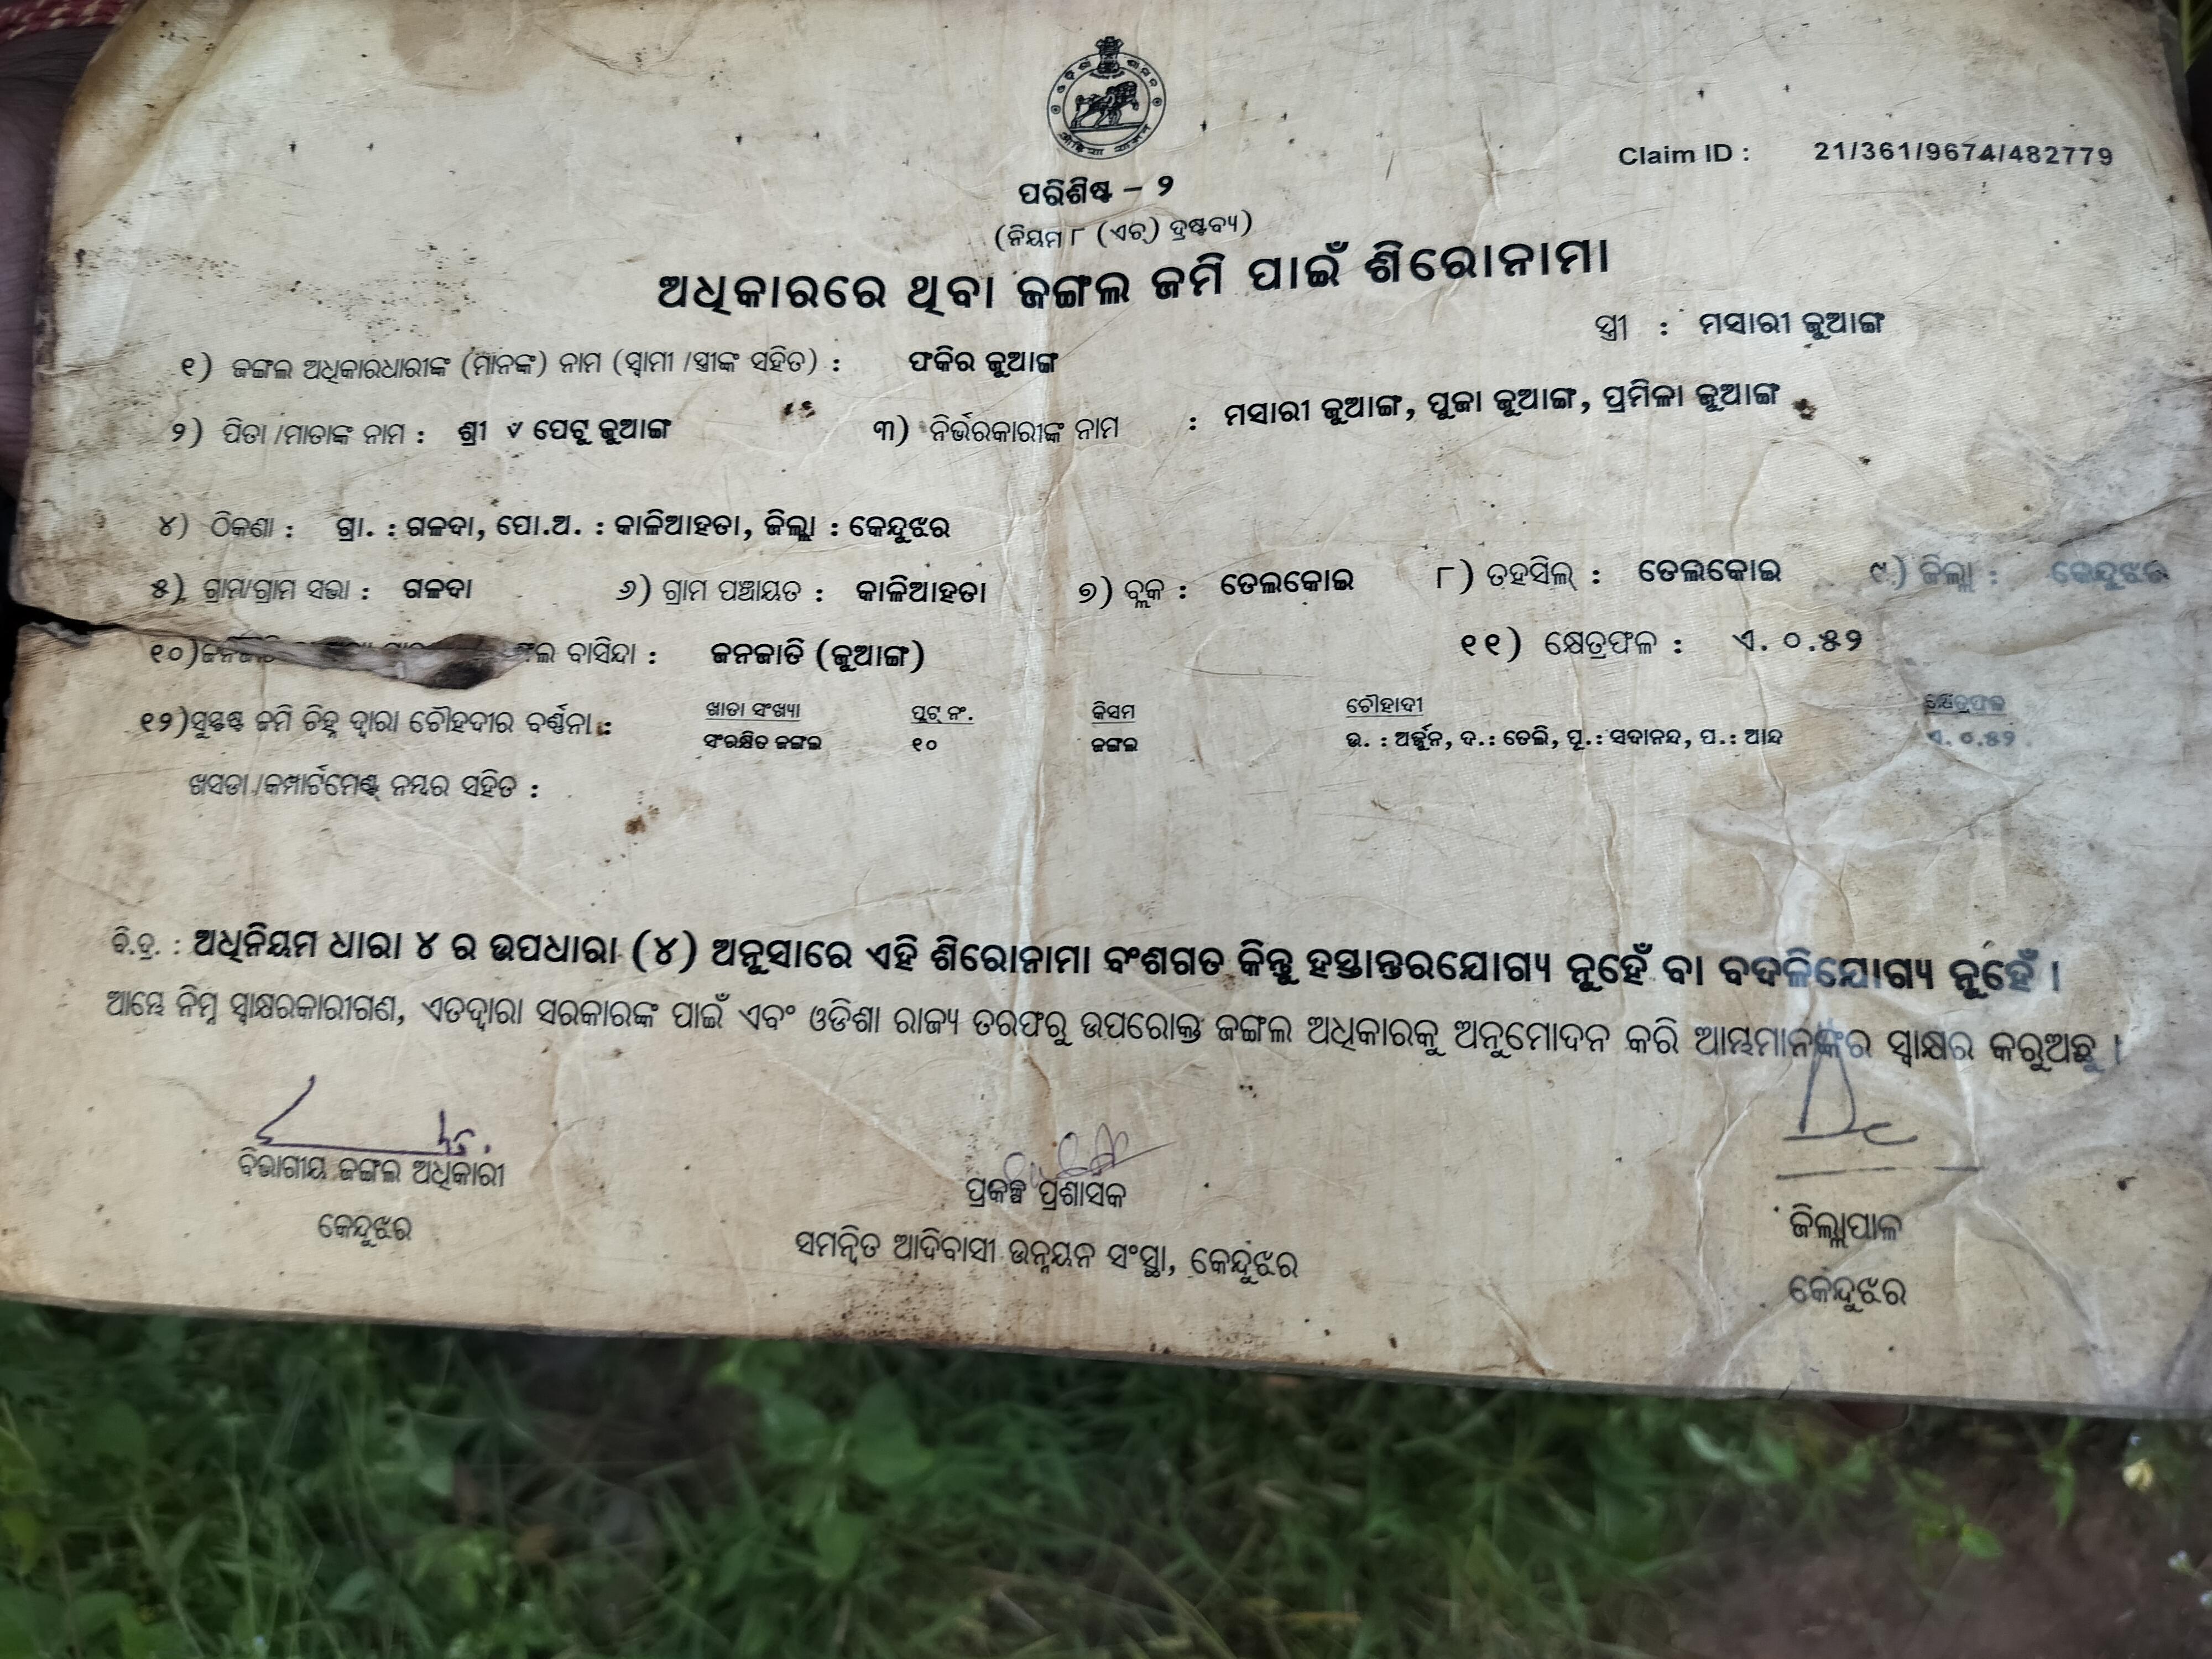 Claim ID : 21/361/9674/482779
ପରିଶିଷ୍ଟ – ୨
(ନିୟମ ୮ (ଏଚ୍) ଦ୍ରଷ୍ଟବ୍ୟ)
ଅଧିକାରରେ ଥିବା ଜଙ୍ଗଲ ଜମି ପାଇଁ ଶିରୋନାମା
୧) ଜଙ୍ଗଲ ଅଧିକାରଧାରୀଙ୍କ (ମାନଙ୍କ) ନାମ (ସ୍ୱାମୀ /ସ୍ତ୍ରୀଙ୍କ ସହିତ) : ଫକିର ଜୁଆଙ୍ଗ ସ୍ତ୍ରୀ : ମସାରୀ ଜୁଆଙ୍ଗ
୨) ପିତା /ମାତାଙ୍କ ନାମ : ଶ୍ରୀ ପେଟୁ ଜୁଆଙ୍ଗ ୩) ନିର୍ଭରକାରୀଙ୍କ ନାମ : ମସାରୀ ଜୁଆଙ୍ଗ, ପୁଜା ଜୁଆଙ୍ଗ, ପ୍ରମିଳା ଜୁଆଙ୍ଗ
୪) ଠିକଣା : ଗ୍ରା. : ଗଳଦା, ପୋ.ଅ. : କାଳିଆହତା, ଜିଲ୍ଲା : କେନ୍ଦୁଝର
୫) ଗ୍ରାମ/ଗ୍ରାମ ସଭା : ଗଳଦା ୬) ଗ୍ରାମ ପଞ୍ଚାୟତ : କାଳିଆହତା ୭) ବ୍ଲକ : ତେଲକୋଇ ୮) ତହସିଲ୍ : ତେଲକୋଇ ୯) ଜିଲ୍ଲା : କେନ୍ଦୁଝର
୧୦) ବାସିନ୍ଦା : ଜନଜାତି (ଜୁଆଙ୍ଗ) ୧୧) କ୍ଷେତ୍ରଫଳ : ଏ. ୦.୫୨
୧୨)ସୁସ୍ପଷ୍ଟ ଜମି ଚିହ୍ନ ଦ୍ୱାରା ଚୌହଦୀର ବର୍ଣ୍ଣନା : ଖାତା ସଂଖ୍ୟା ପ୍ଲଟ୍ ନଂ. କିସମ ଚୌହାଦୀ କ୍ଷେତ୍ରଫଳ
ସଂରକ୍ଷିତ ଜଙ୍ଗଲ ୧୦ ଜଙ୍ଗଲ ଉ. : ଅର୍ଜୁନ, ଦ.: ତେଲି, ପୂ.: ସଦାନନ୍ଦ, ପ.: ଆନ୍ଦ ଏ. ୦.୫୨
ଖସଡା /କମ୍ପାର୍ଟମେଣ୍ଟ୍ ନମ୍ବର ସହିତ :
ବି.ଦ୍ର. : ଅଧିନିୟମ ଧାରା ୪ ର ଉପଧାରା (୪) ଅନୁସାରେ ଏହି ଶିରୋନାମା ବଂଶଗତ କିନ୍ତୁ ହସ୍ତାନ୍ତରଯୋଗ୍ୟ ନୁହେଁ ବା ବଦଳିଯୋଗ୍ୟ ନୁହେଁ ।
ଆମ୍ଭେ ନିମ୍ନ ସ୍ୱାକ୍ଷରକାରୀଗଣ, ଏତଦ୍ୱାରା ସରକାରଙ୍କ ପାଇଁ ଏବଂ ଓଡିଶା ରାଜ୍ୟ ତରଫରୁ ଉପରୋକ୍ତ ଜଙ୍ଗଲ ଅଧିକାରକୁ ଅନୁମୋଦନ କରି ଆମ୍ଭମାନଙ୍କର ସ୍ୱାକ୍ଷର କରୁଅଛୁ ।
ବିଭାଗୀୟ ଜଙ୍ଗଲ ଅଧିକାରୀ
କେନ୍ଦୁଝର
ପ୍ରକଳ୍ପ ପ୍ରଶାସକ
ସମନ୍ୱିତ ଆଦିବାସୀ ଉନ୍ନୟନ ସଂସ୍ଥା, କେନ୍ଦୁଝର
ଜିଲ୍ଲାପାଳ
କେନ୍ଦୁଝର